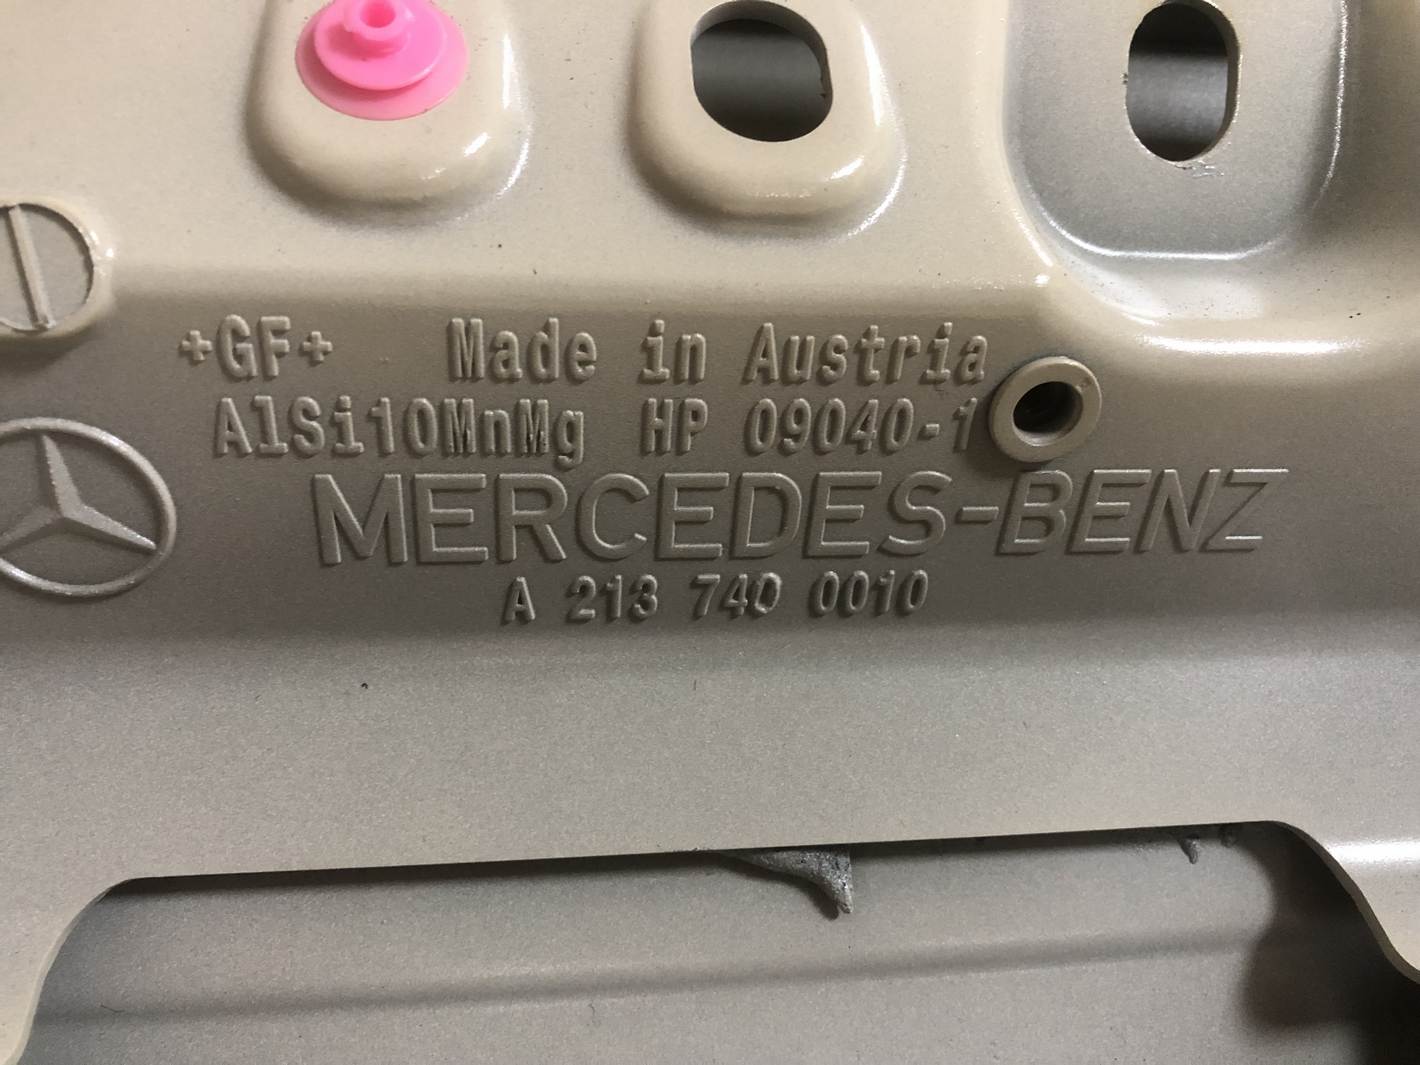 +GF+ Made in Austria
AlSi10MnMg HP 09040-1
MERCEDES-BENZ
A 213 740 0010